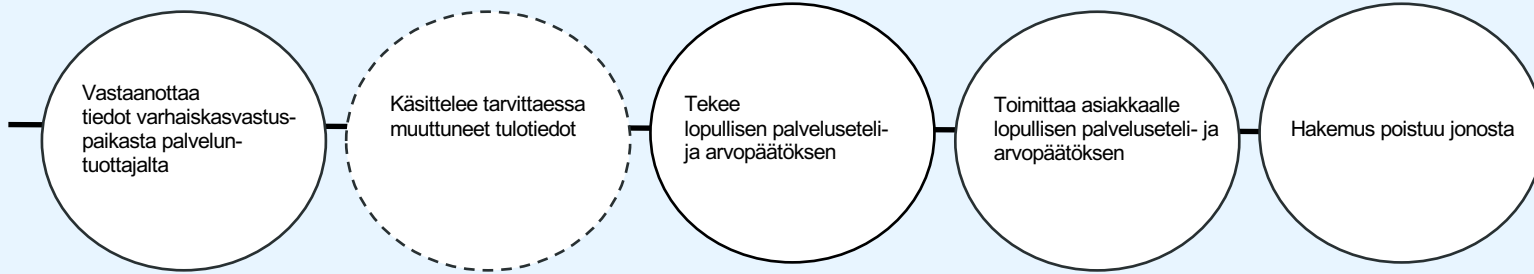 Vastaanottaa
tiedot varhaiskasvastus-
paikasta palvelun-
tuottajalta
Käsittelee tarvittaessa
muuttuneet tulotiedot
Tekee
lopullisen palveluseteli-
ja arvopäätöksen
Toimittaa asiakkaalle
lopullisen palveluseteli- ja
arvopäätöksen
Hakemus poistuu jonosta